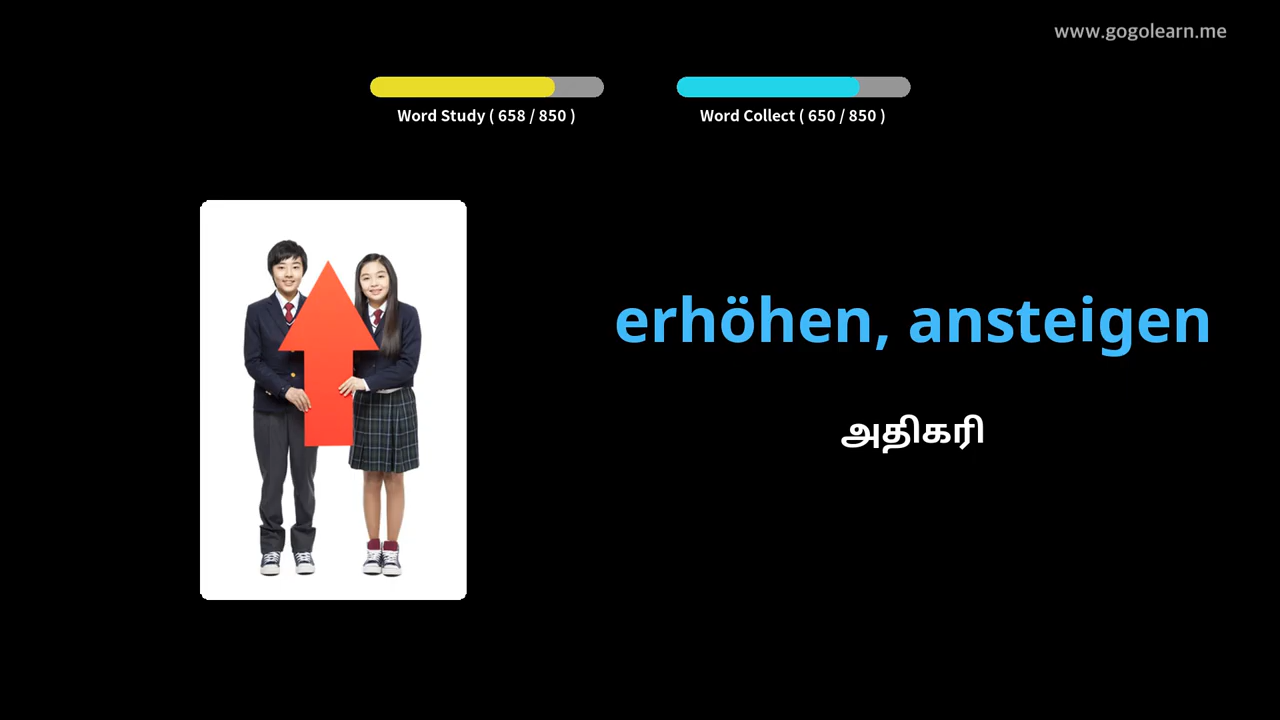 www.gogolearn.me
Word Study ( 658 / 850 )
Word Collect ( 650 / 850 )
erhöhen, ansteigen
அதிகரி